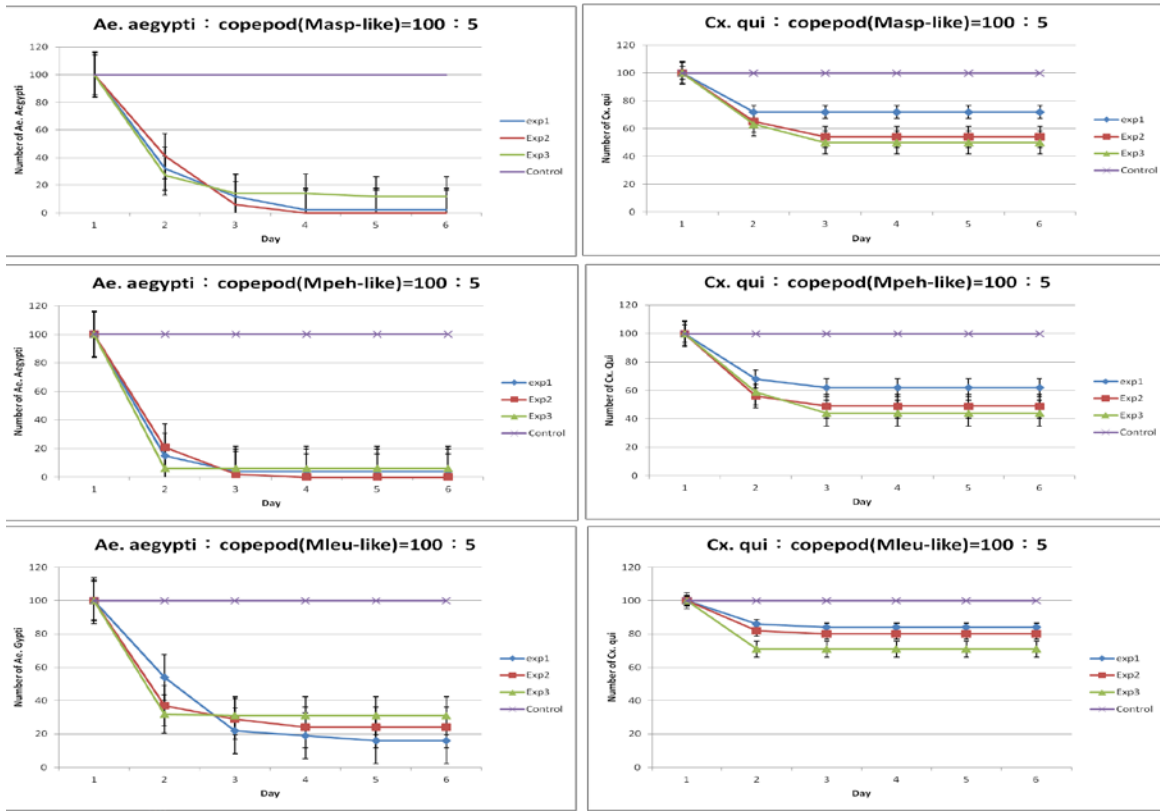 Ae. aegypti : copepod(Masp-like)=100 : 5
Number of Ae. Aegypti
120
100
80
60
40
20
0
1 2 3 4 5 6
Day
exp1
Exp2
Exp3
Control
Cx. qui : copepod(Masp-like)=100 : 5
Number of Cx. qui
120
100
80
60
40
20
0
1 2 3 4 5 6
Day
exp1
Exp2
Exp3
Control
Ae. aegypti : copepod(Mpeh-like)=100 : 5
Number of Ae. Aegypti
120
100
80
60
40
20
0
1 2 3 4 5 6
Day
exp1
Exp2
Exp3
Control
Cx. qui : copepod(Mpeh-like)=100 : 5
Number of Cx. Qui
120
100
80
60
40
20
0
1 2 3 4 5 6
Day
exp1
Exp2
Exp3
Control
Ae. aegypti : copepod(Mleu-like)=100 : 5
Number of Ae. Gypti
120
100
80
60
40
20
0
1 2 3 4 5 6
Day
exp1
Exp2
Exp3
Control
Cx. qui : copepod(Mleu-like)=100 : 5
Number of Cx. qui
120
100
80
60
40
20
0
1 2 3 4 5 6
Day
exp1
Exp2
Exp3
Control